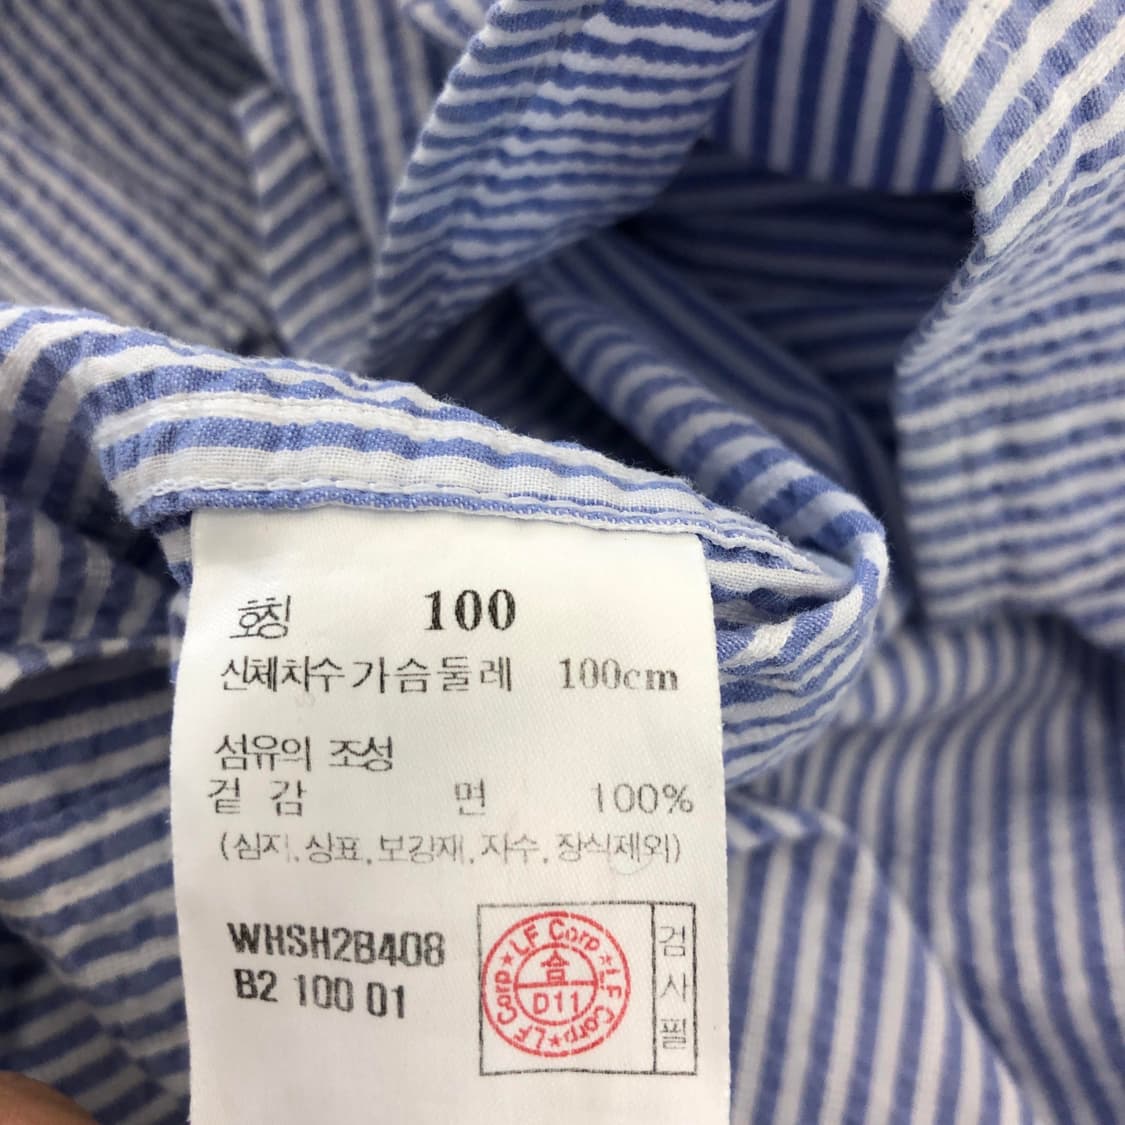 호칭 100
신체치수 가슴둘레 100cm
섬유의 조성
겉감 면 100%
(심지,상표,보강재,자수,장식제외)
WHSH2B408
B2 100 01
LF Corp★LF Corp★LF Corp★
合
D11
검사필